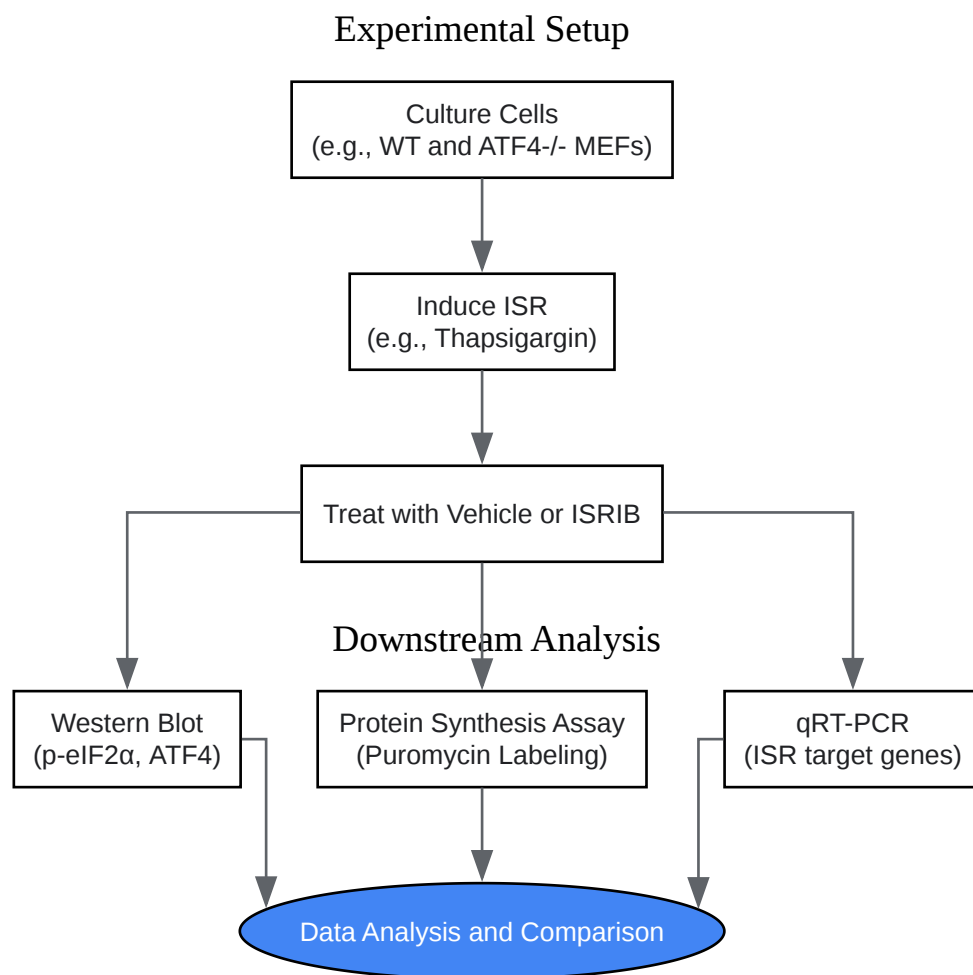 Experimental Setup
Culture Cells
(e.g., WT and ATF4-/- MEFs)
Induce ISR
(e.g., Thapsigargin)
Treat with Vehicle or ISRIB
Downstream Analysis
Western Blot
(p-eIF2α, ATF4)
Protein Synthesis Assay
(Puromycin Labeling)
qRT-PCR
(ISR target genes)
Data Analysis and Comparison